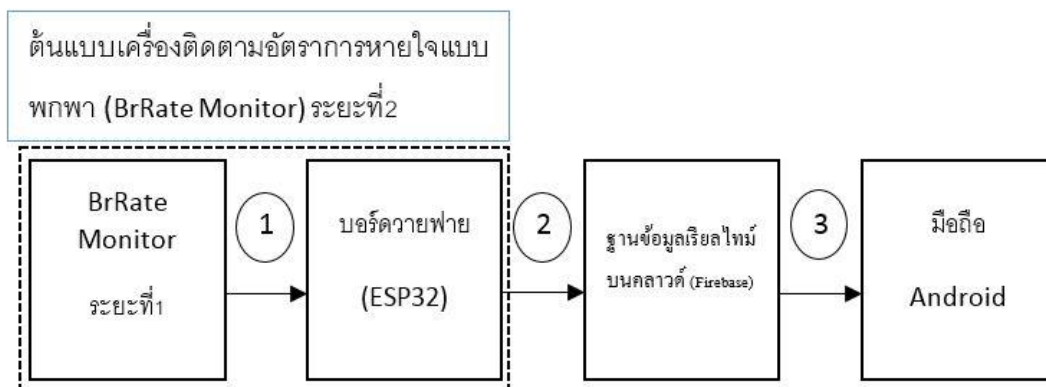 ต้นแบบเครื่องติดตามอัตราการหายใจแบบ
พกพา (BrRate Monitor) ระยะที่2
BrRate
Monitor
ระยะที่1
1
บอร์ดวายฟาย
(ESP32)
2
ฐานข้อมูลเรียลไทม์
บนคลาวด์ (Firebase)
3
มือถือ
Android